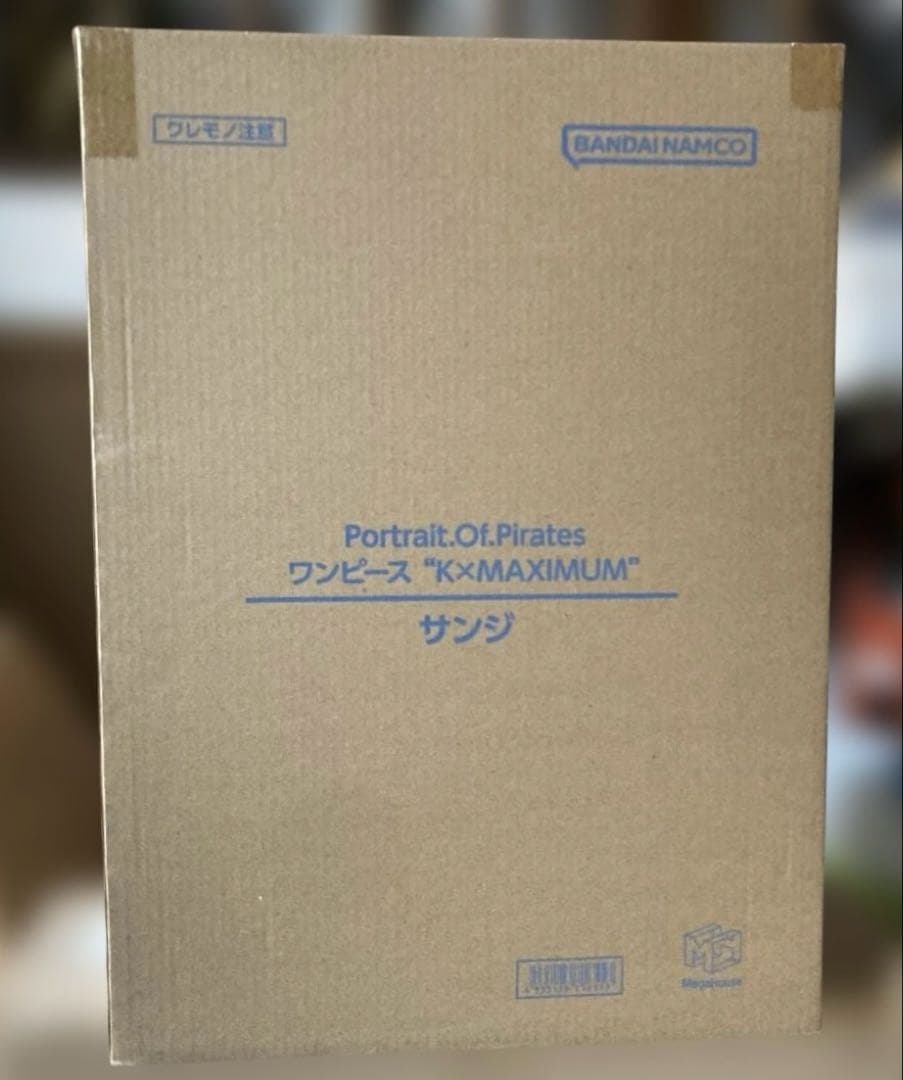 ワレモノ注意
BANDAI NAMCO
Portrait.Of.Pirates
ワンピース "K×MAXIMUM"
サンジ
MegaHouse